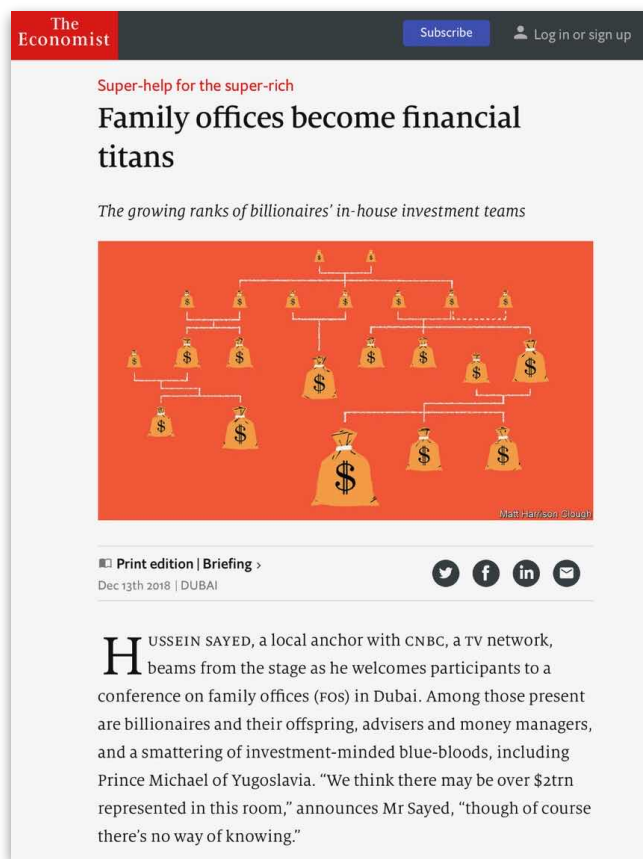 The
Economist
Subscribe
Log in or sign up
Super-help for the super-rich
Family offices become financial
titans
The growing ranks of billionaires’ in-house investment teams
$ $
$ $ $ $ $ $ $
$ $ $ $ $ $ $ $
$ $ $ $ $
Matt Harrison Clough
Print edition | Briefing ›
Dec 13th 2018 | DUBAI
f in
HUSSEIN SAYED, a local anchor with CNBC, a TV network,
beams from the stage as he welcomes participants to a
conference on family offices (FOs) in Dubai. Among those present
are billionaires and their offspring, advisers and money managers,
and a smattering of investment-minded blue-bloods, including
Prince Michael of Yugoslavia. “We think there may be over $2trn
represented in this room,” announces Mr Sayed, “though of course
there’s no way of knowing.”